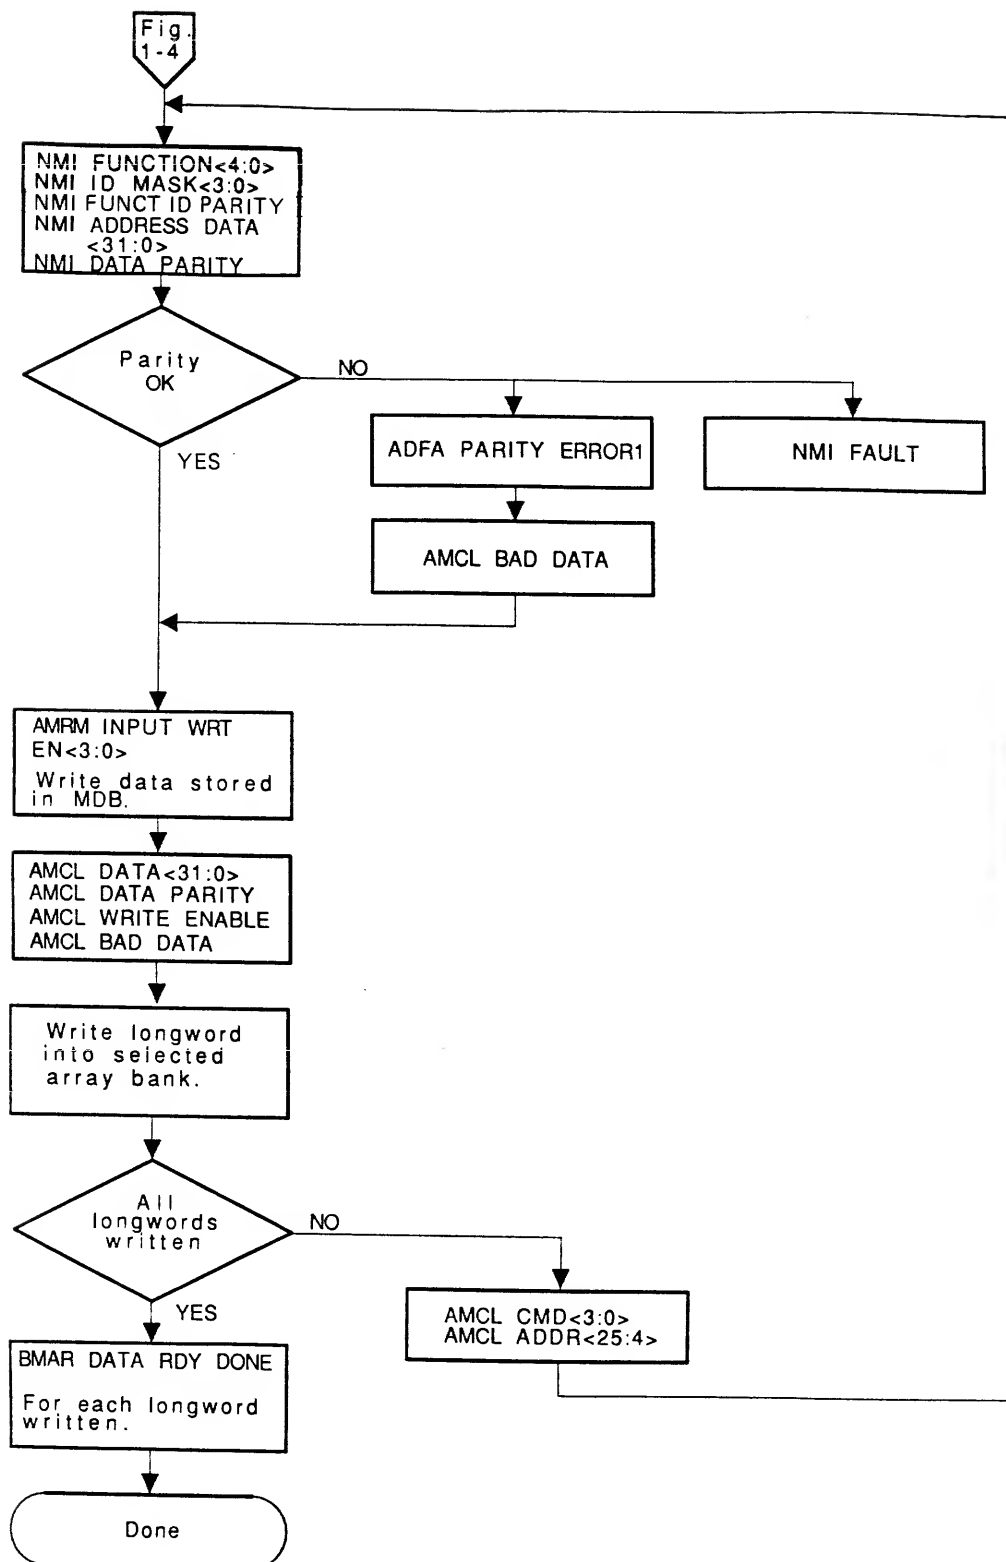 Fig.
1-4
NMI FUNCTION<4:0>
NMI ID MASK<3:0>
NMI FUNCT ID PARITY
NMI ADDRESS DATA
<31:0>
NMI DATA PARITY
Parity
OK
NO
YES
ADFA PARITY ERROR1
NMI FAULT
AMCL BAD DATA
AMRM INPUT WRT
EN<3:0>
Write data stored
in MDB.
AMCL DATA<31:0>
AMCL DATA PARITY
AMCL WRITE ENABLE
AMCL BAD DATA
Write longword
into selected
array bank.
All
longwords
written
NO
YES
AMCL CMD<3:0>
AMCL ADDR<25:4>
BMAR DATA RDY DONE
For each longword
written.
Done